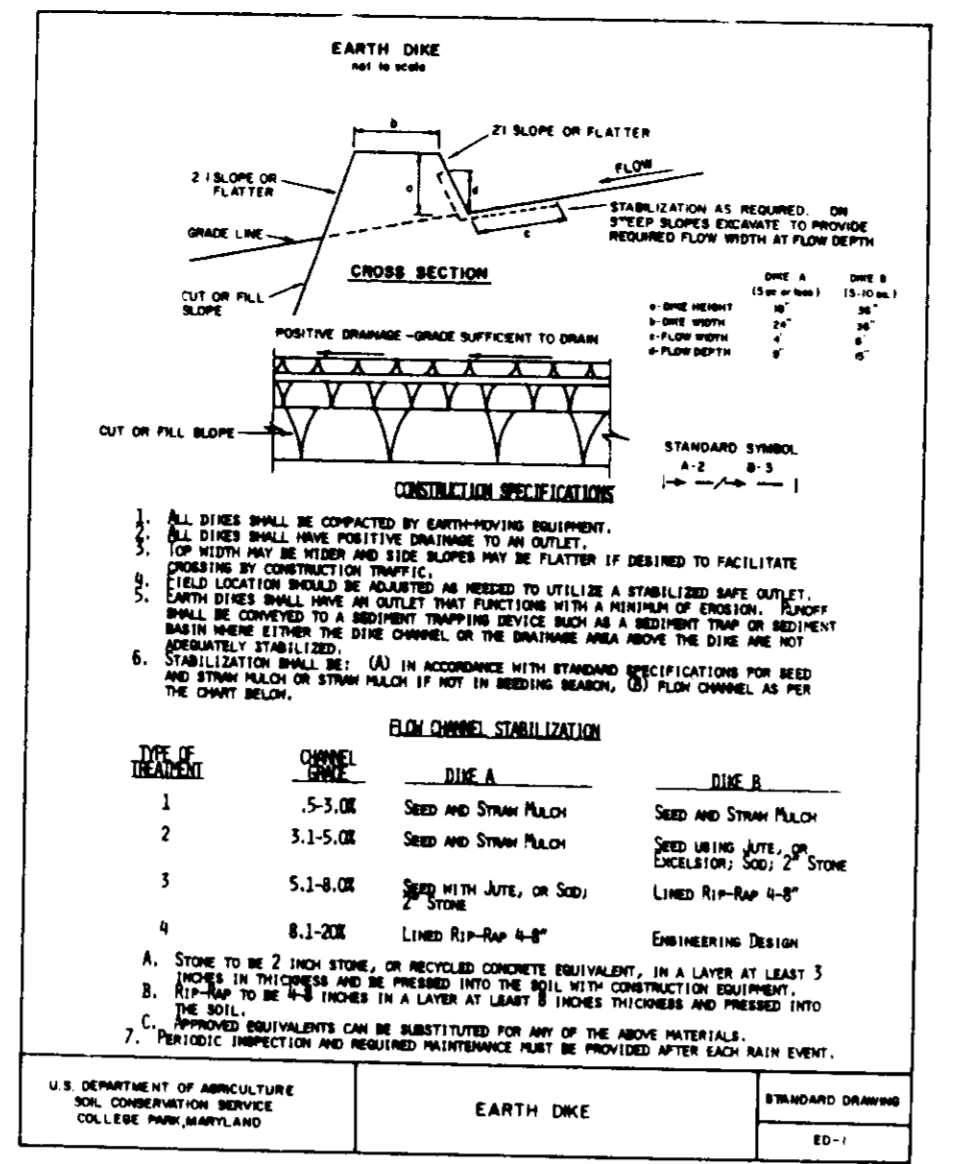 EARTH DIKE
not to scale
b
2:1 SLOPE OR FLATTER
FLOW
2:1 SLOPE OR
FLATTER
a
d
STABILIZATION AS REQUIRED. ON
STEEP SLOPES EXCAVATE TO PROVIDE
REQUIRED FLOW WIDTH AT FLOW DEPTH
c
GRADE LINE
CROSS SECTION
CUT OR FILL
SLOPE
DIKE A DIKE B
(5 ac or less) (5-10 ac.)
a-DIKE HEIGHT 18" 36"
b-DIKE WIDTH 24" 36"
c-FLOW WIDTH 4' 6'
d-FLOW DEPTH 15"
POSITIVE DRAINAGE-GRADE SUFFICIENT TO DRAIN
CUT OR FILL SLOPE
STANDARD SYMBOL
A-2 B-3
CONSTRUCTION SPECIFICATIONS
1. ALL DIKES SHALL BE COMPACTED BY EARTH-MOVING EQUIPMENT.
2. ALL DIKES SHALL HAVE POSITIVE DRAINAGE TO AN OUTLET.
3. TOP WIDTH MAY BE WIDER AND SIDE SLOPES MAY BE FLATTER IF DESIRED TO FACILITATE
CROSSING BY CONSTRUCTION TRAFFIC.
4. FIELD LOCATION SHOULD BE ADJUSTED AS NEEDED TO UTILIZE A STABILIZED SAFE OUTLET.
5. EARTH DIKES SHALL HAVE AN OUTLET THAT FUNCTIONS WITH A MINIMUM OF EROSION. RUNOFF
SHALL BE CONVEYED TO A SEDIMENT TRAPPING DEVICE SUCH AS A SEDIMENT TRAP OR SEDIMENT
BASIN WHERE EITHER THE DIKE CHANNEL OR THE DRAINAGE AREA ABOVE THE DIKE ARE NOT
ADEQUATELY STABILIZED.
6. STABILIZATION SHALL BE: (A) IN ACCORDANCE WITH STANDARD SPECIFICATIONS FOR SEED
AND STRAW MULCH OR STRAW MULCH IF NOT IN SEEDING SEASON, (B) FLOW CHANNEL AS PER
THE CHART BELOW.
FLOW CHANNEL STABILIZATION
TYPE OF TREATMENT CHANNEL GRADE DIKE A DIKE B
1 .5-3.0% SEED AND STRAW MULCH SEED AND STRAW MULCH
2 3.1-5.0% SEED AND STRAW MULCH SEED USING JUTE, OR
EXCELSIOR; SOD; 2" STONE
3 5.1-8.0% SEED WITH JUTE, OR SOD; LINED RIP-RAP 4-8"
2" STONE
4 8.1-20% LINED RIP-RAP 4-8" ENGINEERING DESIGN
A. STONE TO BE 2 INCH STONE, OR RECYCLED CONCRETE EQUIVALENT, IN A LAYER AT LEAST 3
INCHES IN THICKNESS AND BE PRESSED INTO THE SOIL WITH CONSTRUCTION EQUIPMENT.
B. RIP-RAP TO BE 4-8 INCHES IN A LAYER AT LEAST 8 INCHES THICKNESS AND PRESSED INTO
THE SOIL.
C. APPROVED EQUIVALENTS CAN BE SUBSTITUTED FOR ANY OF THE ABOVE MATERIALS.
7. PERIODIC INSPECTION AND REQUIRED MAINTENANCE MUST BE PROVIDED AFTER EACH RAIN EVENT.
U.S. DEPARTMENT OF AGRICULTURE
SOIL CONSERVATION SERVICE
COLLEGE PARK, MARYLAND
EARTH DIKE
STANDARD DRAWING
ED-1